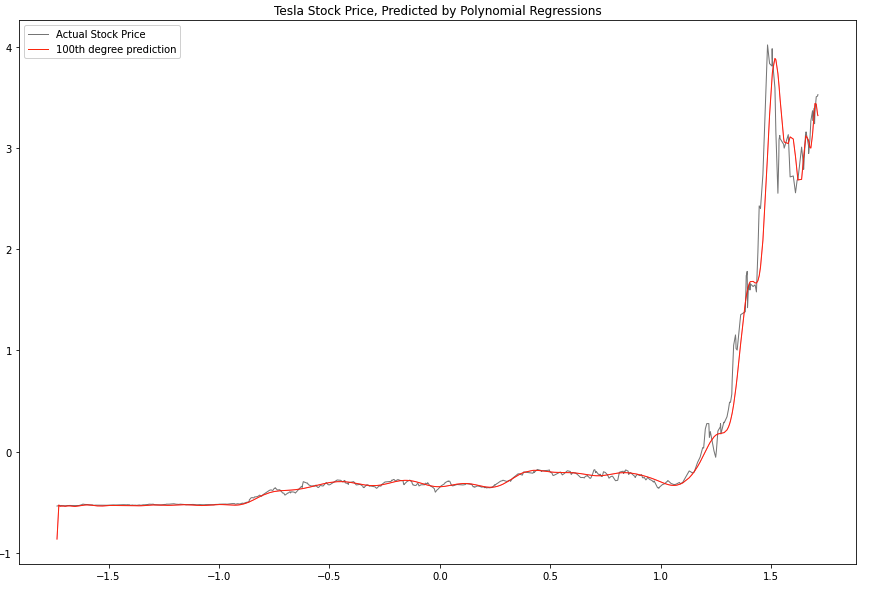 Tesla Stock Price, Predicted by Polynomial Regressions
Actual Stock Price
100th degree prediction
4
3
2
1
0
−1
−1.5 −1.0 −0.5 0.0 0.5 1.0 1.5